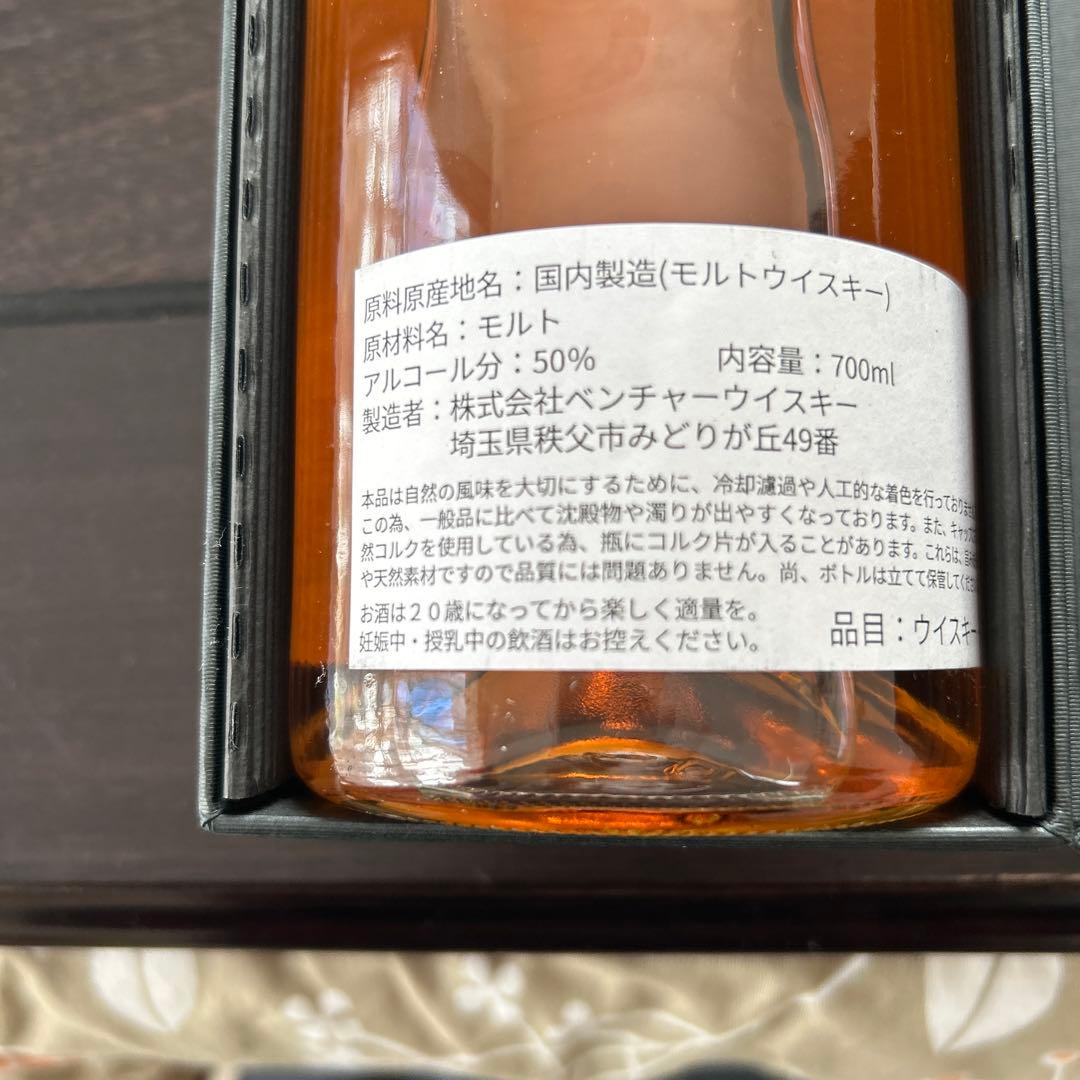 原料原産地名：国内製造(モルトウイスキー)
原材料名：モルト
アルコール分：50% 内容量：700ml
製造者：株式会社ベンチャーウイスキー
埼玉県秩父市みどりが丘49番
本品は自然の風味を大切にするために、冷却濾過や人工的な着色を行っておりませ
この為、一般品に比べて沈殿物や濁りが出やすくなっております。また、キャップ
然コルクを使用している為、瓶にコルク片が入ることがあります。これらは、
や天然素材ですので品質には問題ありません。尚、ボトルは立てて保管してくださ
お酒は２０歳になってから楽しく適量を。
妊娠中・授乳中の飲酒はお控えください。
品目：ウイスキー